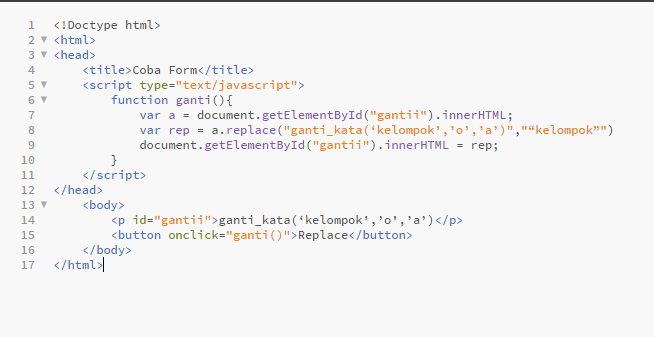 1 <!Doctype html>
2 <html>
3 <head>
4 <title>Coba Form</title>
5 <script type="text/javascript">
6 function ganti(){
7 var a = document.getElementById("gantii").innerHTML;
8 var rep = a.replace("ganti_kata(‘kelompok’,’o’,’a’)","“kelompok”")
9 document.getElementById("gantii").innerHTML = rep;
10 }
11 </script>
12 </head>
13 <body>
14 <p id="gantii">ganti_kata(‘kelompok’,’o’,’a’)</p>
15 <button onclick="ganti()">Replace</button>
16 </body>
17 </html>